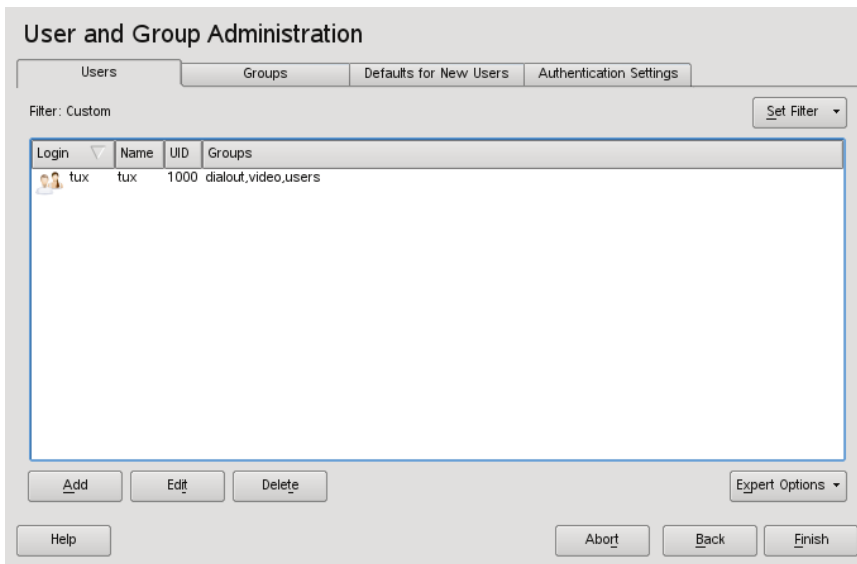 User and Group Administration
Users Groups Defaults for New Users Authentication Settings
Filter: Custom Set Filter
Login Name UID Groups
tux tux 1000 dialout,video,users
Add Edit Delete Expert Options
Help Abort Back Finish